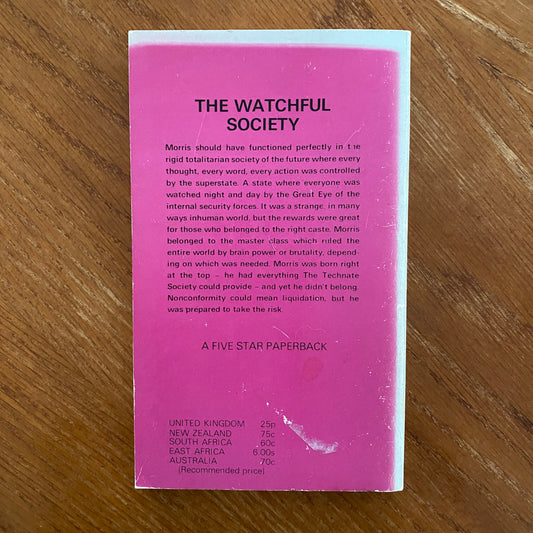 THE WATCHFUL
SOCIETY
Morris should have functioned perfectly in the
rigid totalitarian society of the future where every
thought, every word, every action was controlled
by the superstate. A state where everyone was
watched night and day by the Great Eye of the
internal security forces. It was a strange, in many
ways inhuman world, but the rewards were great
for those who belonged to the right caste. Morris
belonged to the master class which ruled the
entire world by brain power or brutality, depend-
ing on which was needed. Morris was born right
at the top – he had everything The Technate
Society could provide – and yet he didn't belong.
Nonconformity could mean liquidation, but he
was prepared to take the risk.
A FIVE STAR PAPERBACK
UNITED KINGDOM 25p
NEW ZEALAND 75c
SOUTH AFRICA 60c
EAST AFRICA 6.00s
AUSTRALIA 70c
(Recommended price)